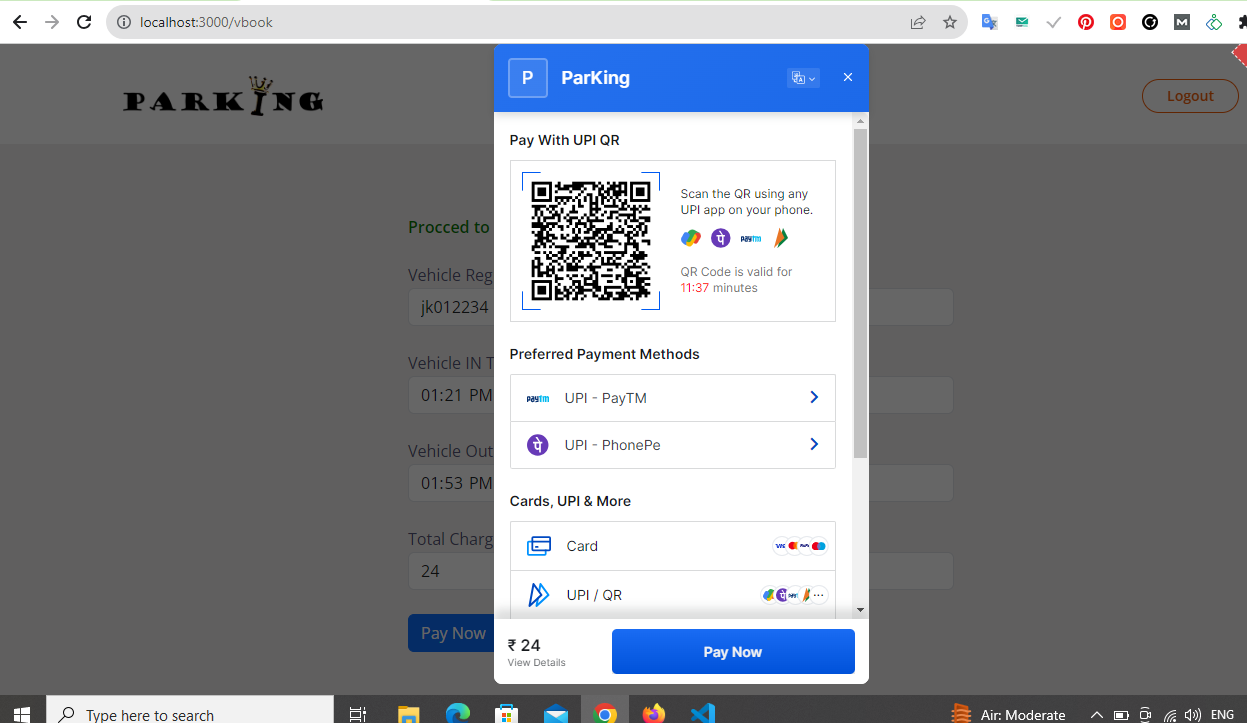 localhost:3000/vbook
PARKING
Logout
P
ParKing
Pay With UPI QR
Scan the QR using any
UPI app on your phone.
paytm
QR Code is valid for
11:37 minutes
Procced to
Vehicle Reg
jk012234
Preferred Payment Methods
Vehicle IN T
01:21 PM
paytm UPI - PayTM
पे UPI - PhonePe
Vehicle Out
01:53 PM
Cards, UPI & More
Total Charg
24
Card
VISA
UPI / QR
Pay Now
₹ 24
View Details
Pay Now
Type here to search
Air: Moderate
ENG